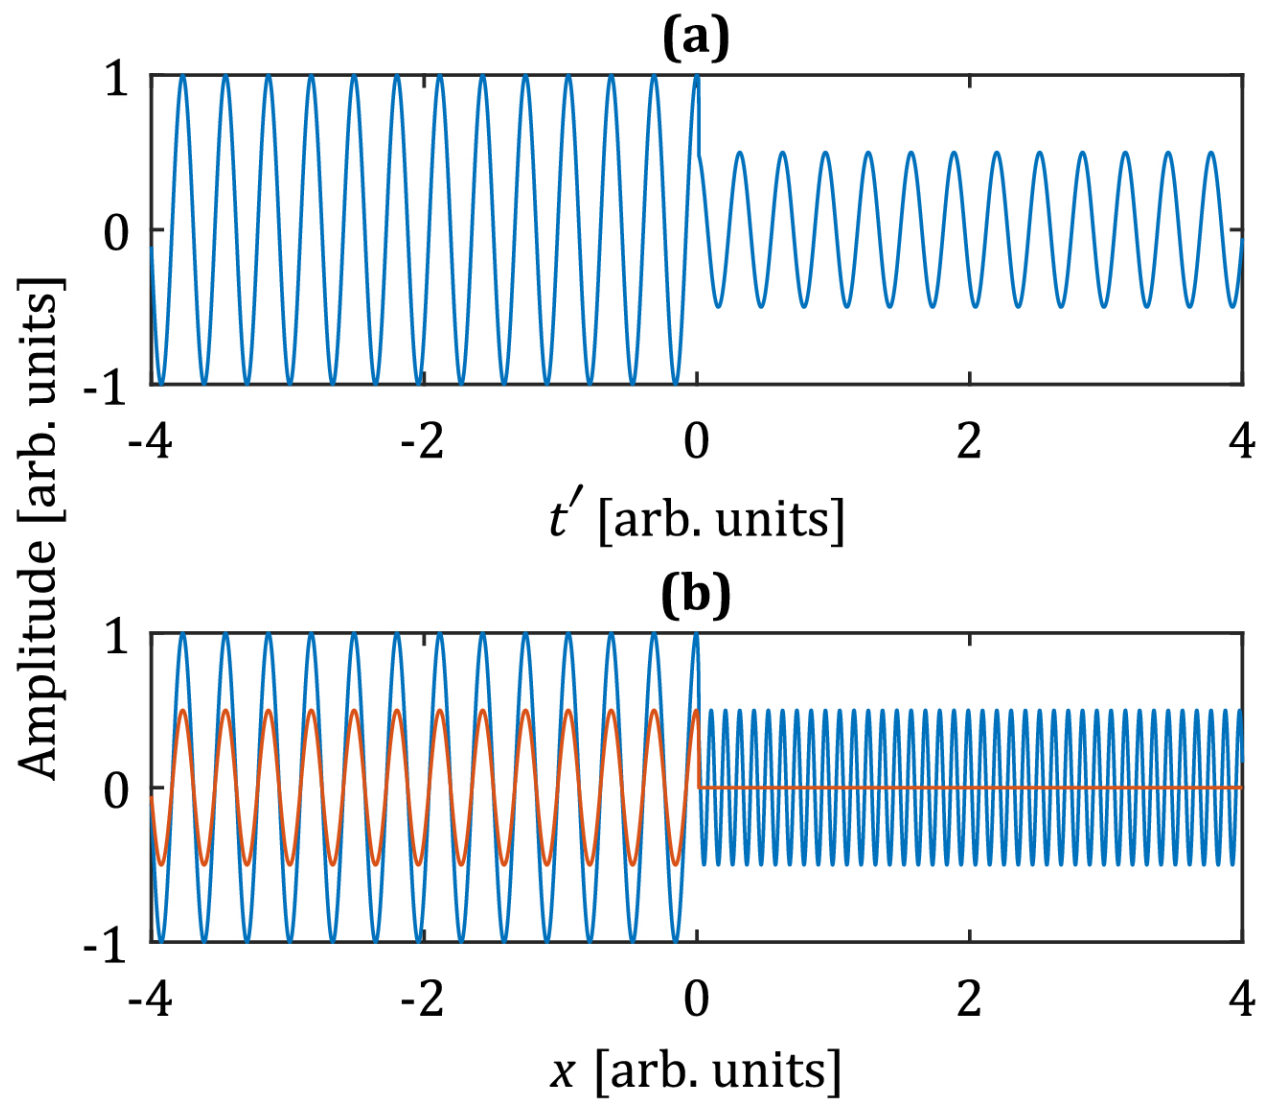 (a)
1
0
-1
-4 -2 0 2 4
t′ [arb. units]
Amplitude [arb. units]
(b)
1
0
-1
-4 -2 0 2 4
x [arb. units]